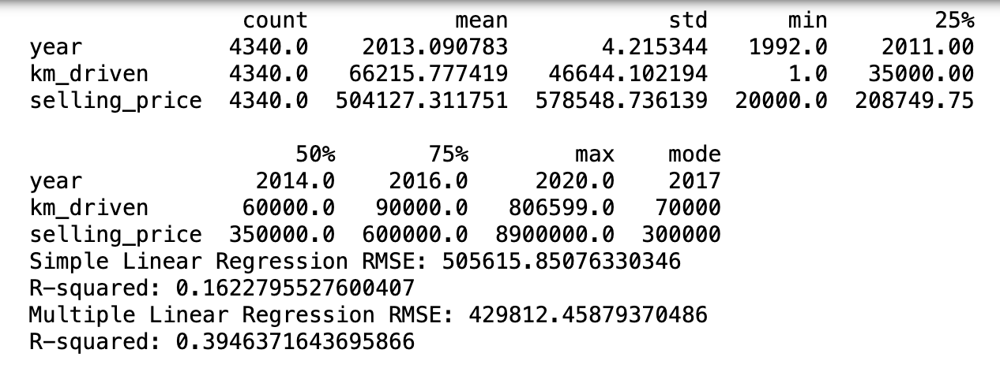 count mean std min 25%
year 4340.0 2013.090783 4.215344 1992.0 2011.00
km_driven 4340.0 66215.777419 46644.102194 1.0 35000.00
selling_price 4340.0 504127.311751 578548.736139 20000.0 208749.75
50% 75% max mode
year 2014.0 2016.0 2020.0 2017
km_driven 60000.0 90000.0 806599.0 70000
selling_price 350000.0 600000.0 8900000.0 300000
Simple Linear Regression RMSE: 505615.85076330346
R-squared: 0.1622795527600407
Multiple Linear Regression RMSE: 429812.45879370486
R-squared: 0.3946371643695866